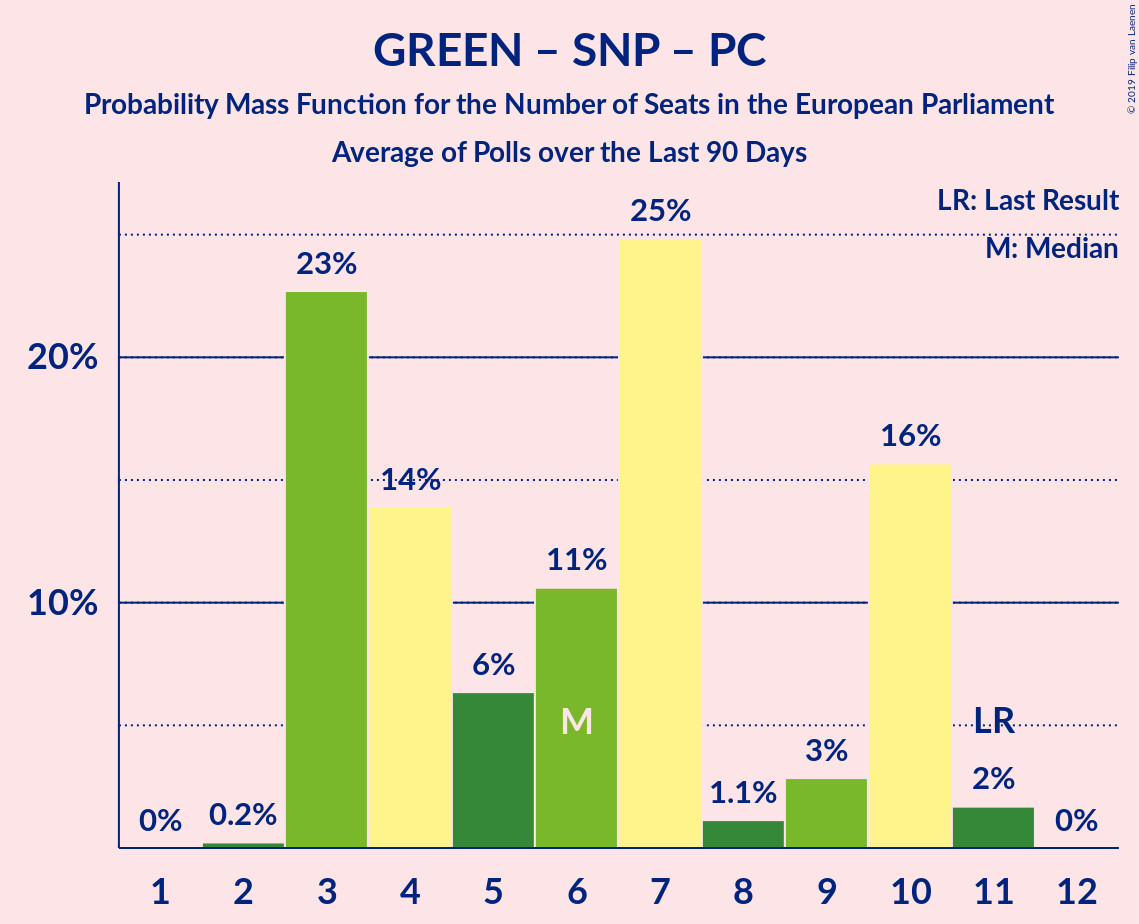 GREEN – SNP – PC
Probability Mass Function for the Number of Seats in the European Parliament
Average of Polls over the Last 90 Days
© 2019 Filip van Laenen
LR: Last Result
M: Median
25%
23%
20%
16%
14%
11%
10%
6%
M
LR
3%
2%
1.1%
0.2%
0%
0%
1 2 3 4 5 6 7 8 9 10 11 12